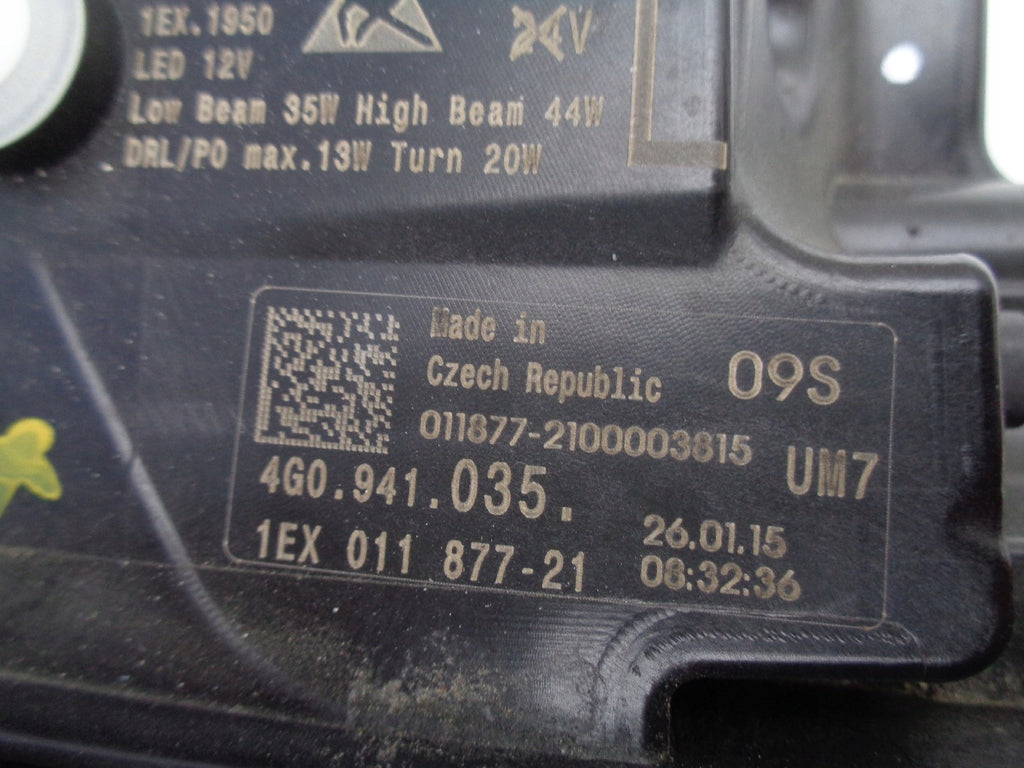 1EX.1950
LED 12V
24V
Low Beam 35W High Beam 44W
DRL/PO max.13W Turn 20W
L
Made in
Czech Republic
09S
011877-2100003815
UM7
4G0.941.035.
26.01.15
1EX 011 877-21
08:32:36